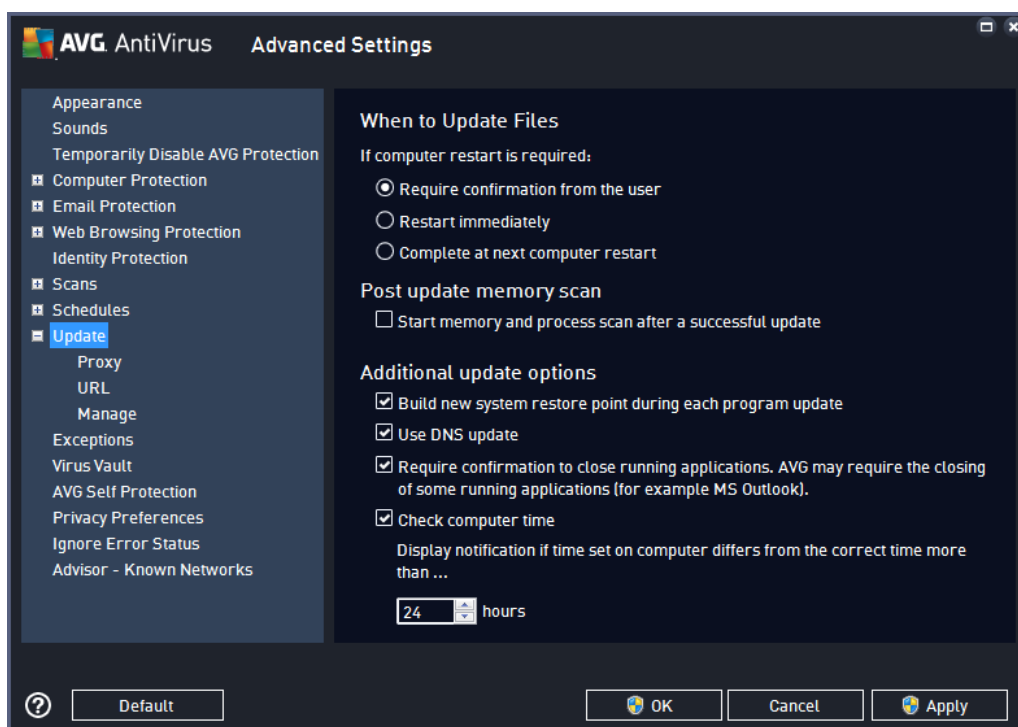 AVG. AntiVirus Advanced Settings
Appearance
Sounds
Temporarily Disable AVG Protection
Computer Protection
Email Protection
Web Browsing Protection
Identity Protection
Scans
Schedules
Update
Proxy
URL
Manage
Exceptions
Virus Vault
AVG Self Protection
Privacy Preferences
Ignore Error Status
Advisor - Known Networks
When to Update Files
If computer restart is required:
Require confirmation from the user
Restart immediately
Complete at next computer restart
Post update memory scan
Start memory and process scan after a successful update
Additional update options
Build new system restore point during each program update
Use DNS update
Require confirmation to close running applications. AVG may require the closing
of some running applications (for example MS Outlook).
Check computer time
Display notification if time set on computer differs from the correct time more
than ...
24 hours
? Default OK Cancel Apply